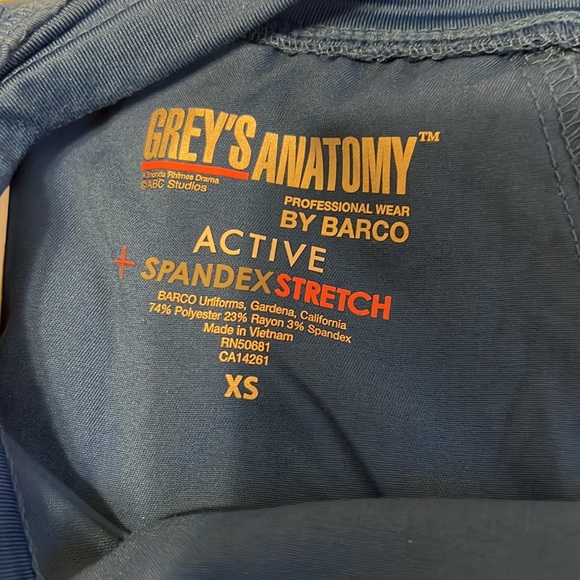 GREY'S ANATOMY™
A Shonda Rhimes Drama
©ABC Studios
PROFESSIONAL WEAR
BY BARCO
ACTIVE
+ SPANDEX STRETCH
BARCO Uniforms, Gardena, California
74% Polyester 23% Rayon 3% Spandex
Made in Vietnam
RN50681
CA14261
XS